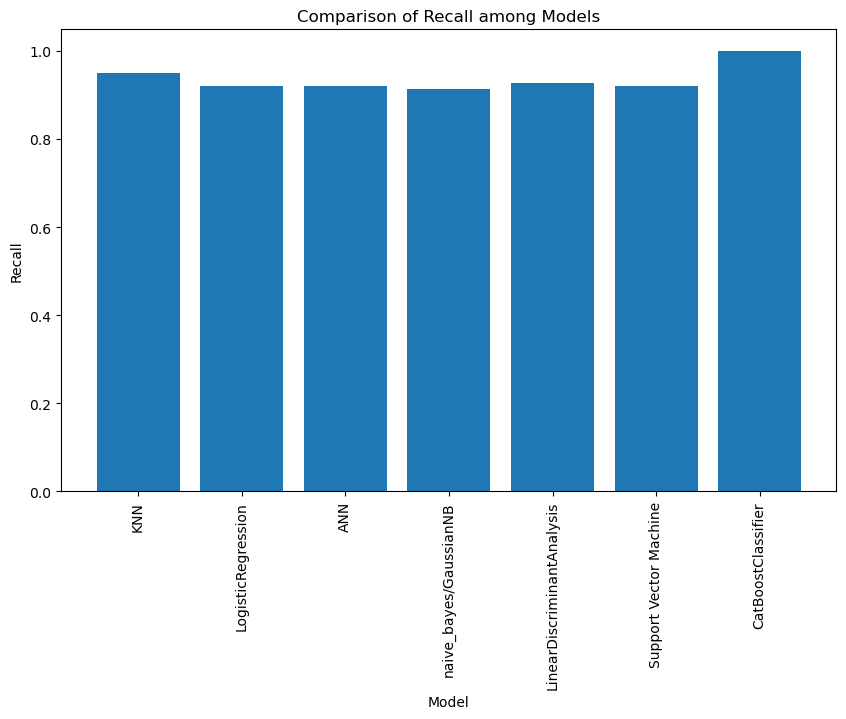 Comparison of Recall among Models
1.0
0.8
0.6
0.4
0.2
0.0
Recall
KNN
LogisticRegression
ANN
naive_bayes/GaussianNB
LinearDiscriminantAnalysis
Support Vector Machine
CatBoostClassifier
Model